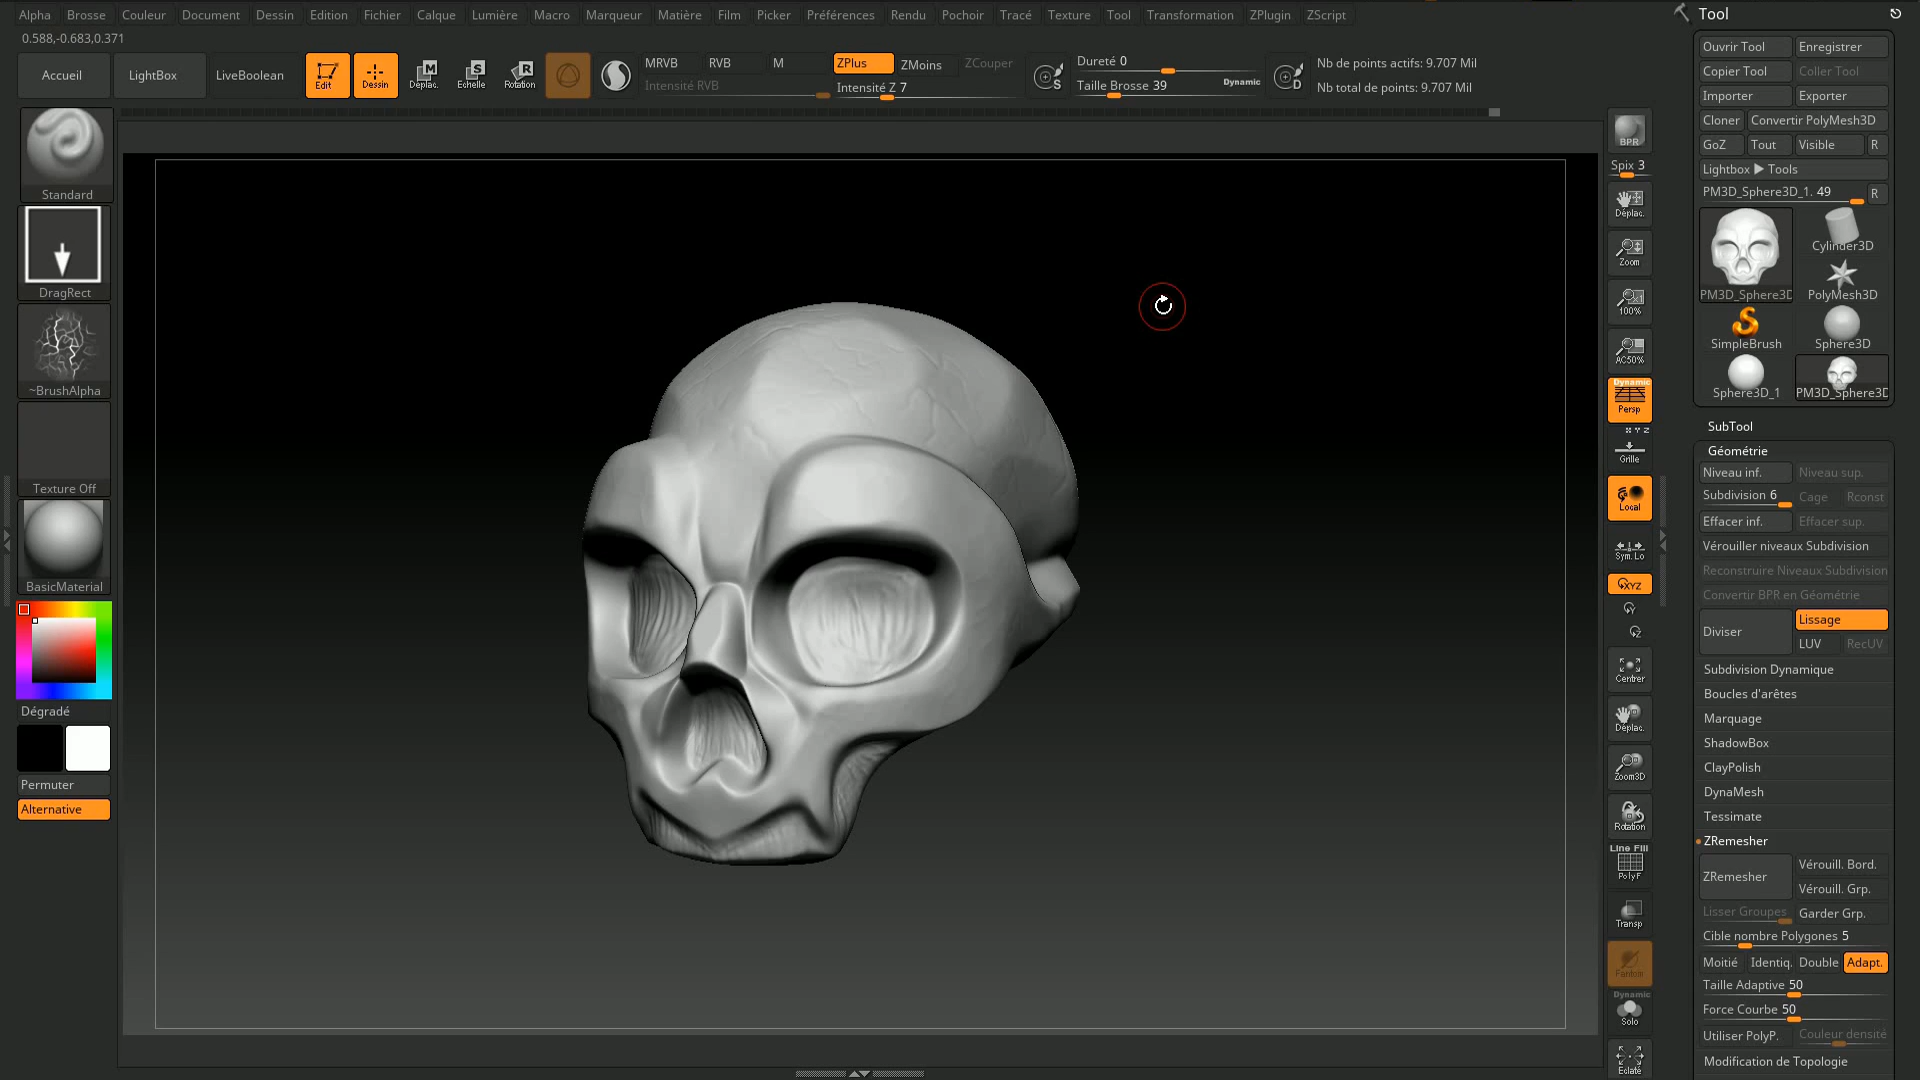 Alpha Brosse Couleur Document Dessin Edition Fichier Calque Lumière Macro Marqueur Matière Film Picker Préférences Rendu Pochoir Tracé Texture Tool Transformation ZPlugin ZScript
Tool
0.588,-0.683,0.371
Accueil LightBox LiveBoolean
Edit Dessin Déplac. Echelle Rotation
M S R
MRVB RVB M
Intensité RVB
ZPlus ZMoins ZCouper
Intensité Z 7
S
Dureté 0
Taille Brosse 39 Dynamic
D
Nb de points actifs: 9.707 Mil
Nb total de points: 9.707 Mil
Standard
DragRect
~BrushAlpha
Texture Off
BasicMaterial
Dégradé
Permuter
Alternative
BPR
Spix 3
Déplac.
Zoom
100%
AC50%
Dynamic
Persp
X Y Z
Grille
Local
Sym. Lo
XYZ
Y
Z
Centrer
Déplac.
Zoom3D
Rotation
Line Fill
PolyF
Transp
Fantom
Dynamic
Solo
Eclaté
Ouvrir Tool Enregistrer
Copier Tool Coller Tool
Importer Exporter
Cloner Convertir PolyMesh3D
GoZ Tout Visible R
Lightbox ▶ Tools
PM3D_Sphere3D_1. 49 R
PM3D_Sphere3D Cylinder3D
PolyMesh3D
SimpleBrush Sphere3D
Sphere3D_1 PM3D_Sphere3D
SubTool
Géométrie
Niveau inf. Niveau sup.
Subdivision 6 Cage Rconst
Effacer inf. Effacer sup.
Vérouiller niveaux Subdivision
Reconstruire Niveaux Subdivision
Convertir BPR en Géométrie
Diviser Lissage
LUV RecUV
Subdivision Dynamique
Boucles d'arêtes
Marquage
ShadowBox
ClayPolish
DynaMesh
Tessimate
ZRemesher
ZRemesher Vérouill. Bord.
Vérouill. Grp.
Lisser Groupes Garder Grp.
Cible nombre Polygones 5
Moitié Identiq. Double Adapt.
Taille Adaptive 50
Force Courbe 50
Utiliser PolyP. Couleur densité
Modification de Topologie